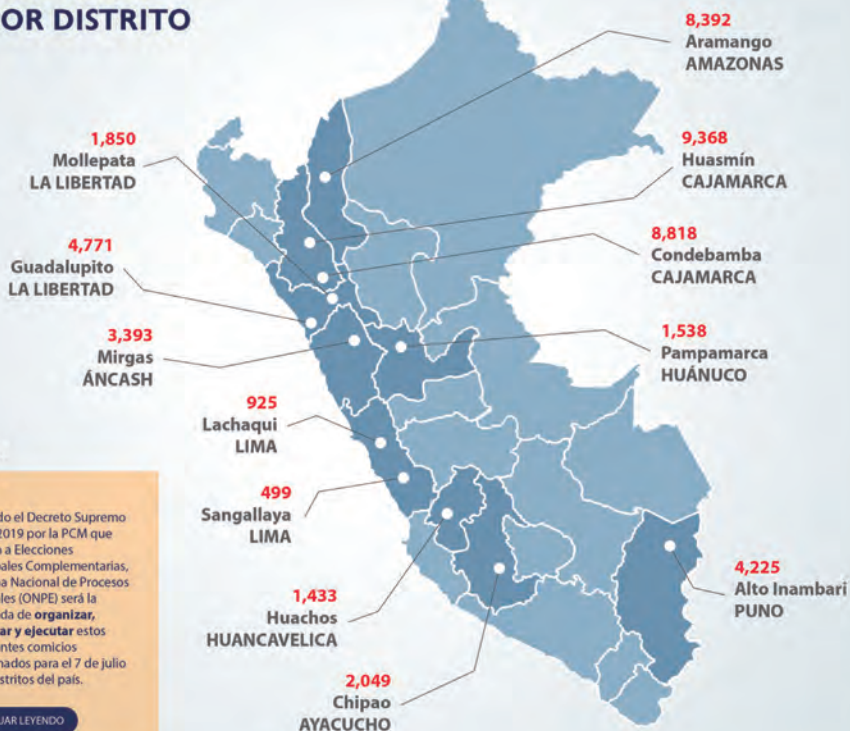 OR DISTRITO
8,392
Aramango
AMAZONAS
1,850
Mollepata
LA LIBERTAD
9,368
Huasmín
CAJAMARCA
4,771
Guadalupito
LA LIBERTAD
8,818
Condebamba
CAJAMARCA
3,393
Mirgas
ÁNCASH
1,538
Pampamarca
HUÁNUCO
925
Lachaqui
LIMA
499
Sangallaya
LIMA
1,433
Huachos
HUANCAVELICA
4,225
Alto Inambari
PUNO
2,049
Chipao
AYACUCHO
do el Decreto Supremo
2019 por la PCM que
a a Elecciones
pales Complementarias,
na Nacional de Procesos
les (ONPE) será la
da de organizar,
ar y ejecutar estos
ntes comicios
mados para el 7 de julio
istritos del país.
UAR LEYENDO